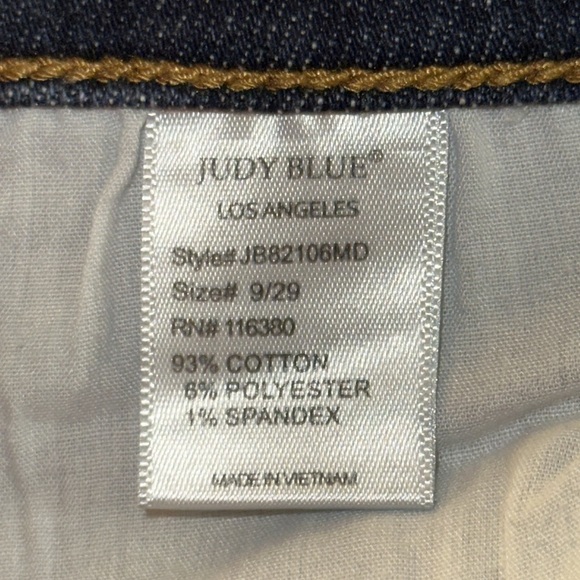 JUDY BLUE®
LOS ANGELES
Style# JB82106MD
Size# 9/29
RN# 116380
93% COTTON
6% POLYESTER
1% SPANDEX
MADE IN VIETNAM